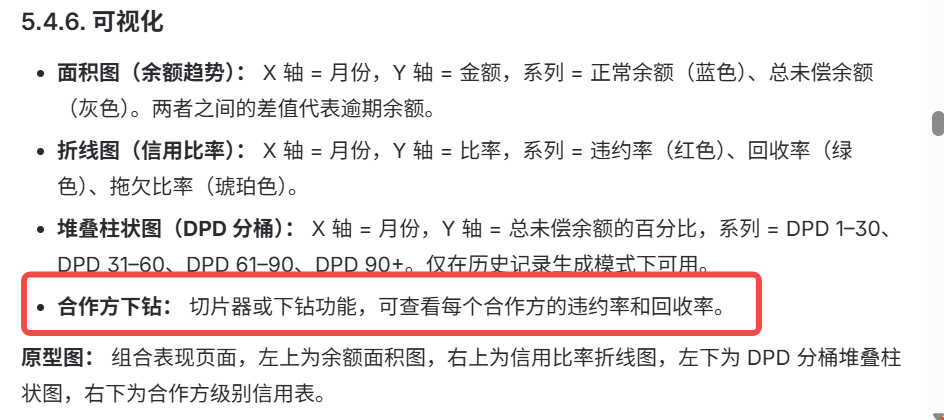 5.4.6. 可视化
• 面积图（余额趋势）： X 轴 = 月份，Y 轴 = 金额，系列 = 正常余额（蓝色）、总未偿余额
（灰色）。两者之间的差值代表逾期余额。
• 折线图（信用比率）： X 轴 = 月份，Y 轴 = 比率，系列 = 违约率（红色）、回收率（绿
色）、拖欠比率（琥珀色）。
• 堆叠柱状图（DPD 分桶）： X 轴 = 月份，Y 轴 = 总未偿余额的百分比，系列 = DPD 1–30、
DPD 31–60、DPD 61–90、DPD 90+。仅在历史记录生成模式下可用。
• 合作方下钻： 切片器或下钻功能，可查看每个合作方的违约率和回收率。
原型图： 组合表现页面，左上为余额面积图，右上为信用比率折线图，左下为 DPD 分桶堆叠柱
状图，右下为合作方级别信用表。